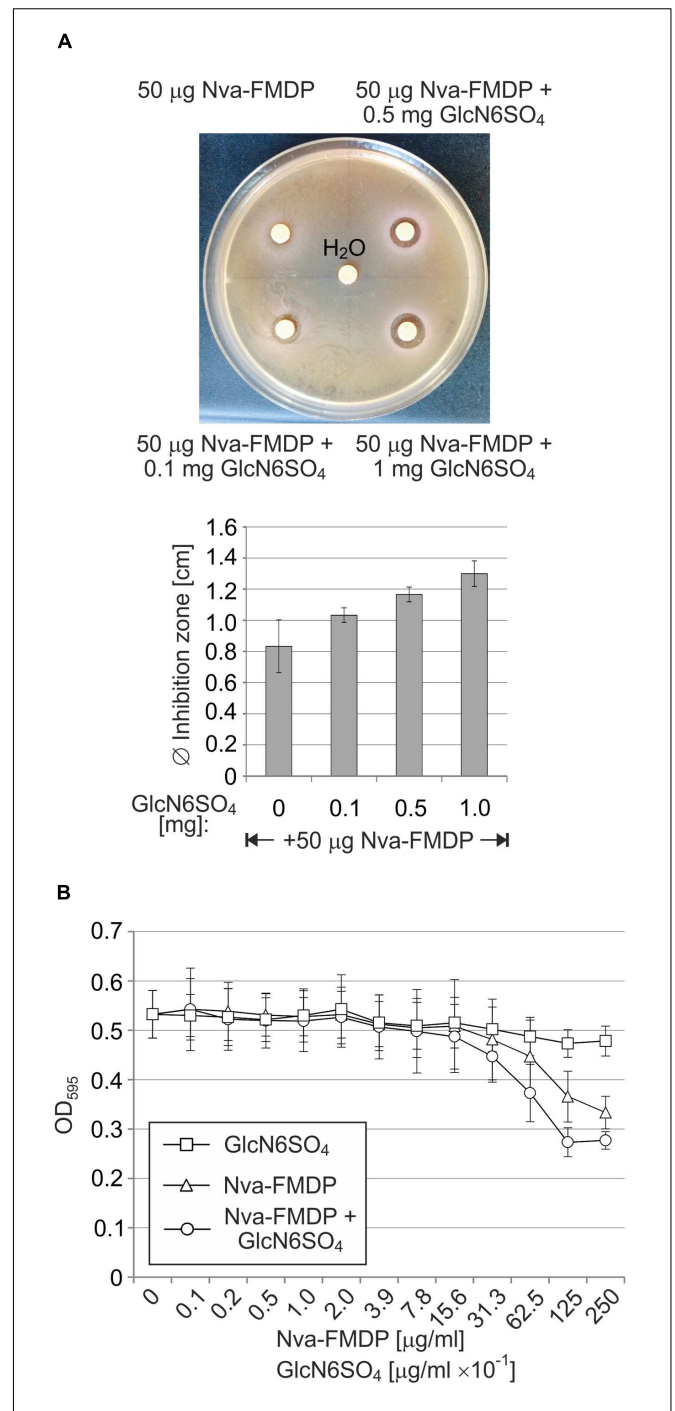 A
50 μg Nva-FMDP
50 μg Nva-FMDP +
0.5 mg GlcN6SO₄
H₂O
50 μg Nva-FMDP +
0.1 mg GlcN6SO₄
50 μg Nva-FMDP +
1 mg GlcN6SO₄
∅ Inhibition zone [cm]
1.6
1.4
1.2
1.0
0.8
0.6
0.4
0.2
0
GlcN6SO₄
[mg]:
0 0.1 0.5 1.0
+50 μg Nva-FMDP
B
OD₅₉₅
0.7
0.6
0.5
0.4
0.3
0.2
0.1
0
GlcN6SO₄
Nva-FMDP
Nva-FMDP +
GlcN6SO₄
0 0.1 0.2 0.5 1.0 2.0 3.9 7.8 15.6 31.3 62.5 125 250
Nva-FMDP [μg/ml]
GlcN6SO₄ [μg/ml ×10⁻¹]